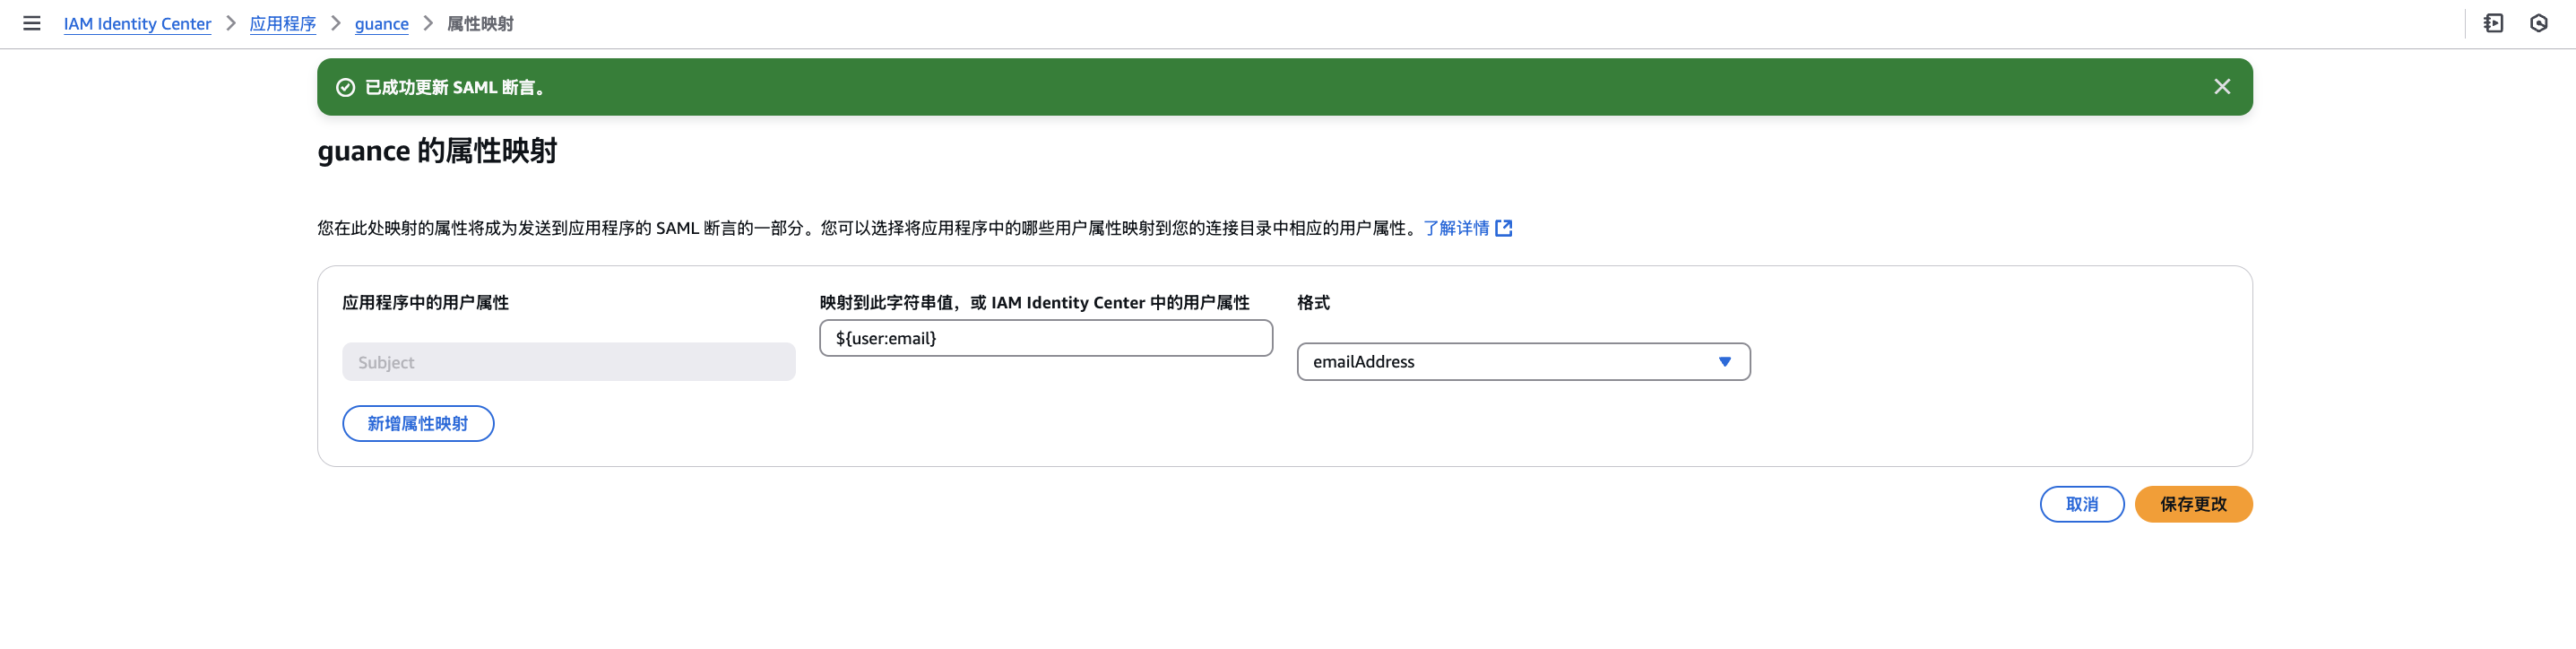 IAM Identity Center > 应用程序 > guance > 属性映射
已成功更新 SAML 断言。
guance 的属性映射
您在此处映射的属性将成为发送到应用程序的 SAML 断言的一部分。您可以选择将应用程序中的哪些用户属性映射到您的连接目录中相应的用户属性。了解详情
应用程序中的用户属性
映射到此字符串值，或 IAM Identity Center 中的用户属性
格式
${user:email}
Subject
emailAddress
新增属性映射
取消
保存更改